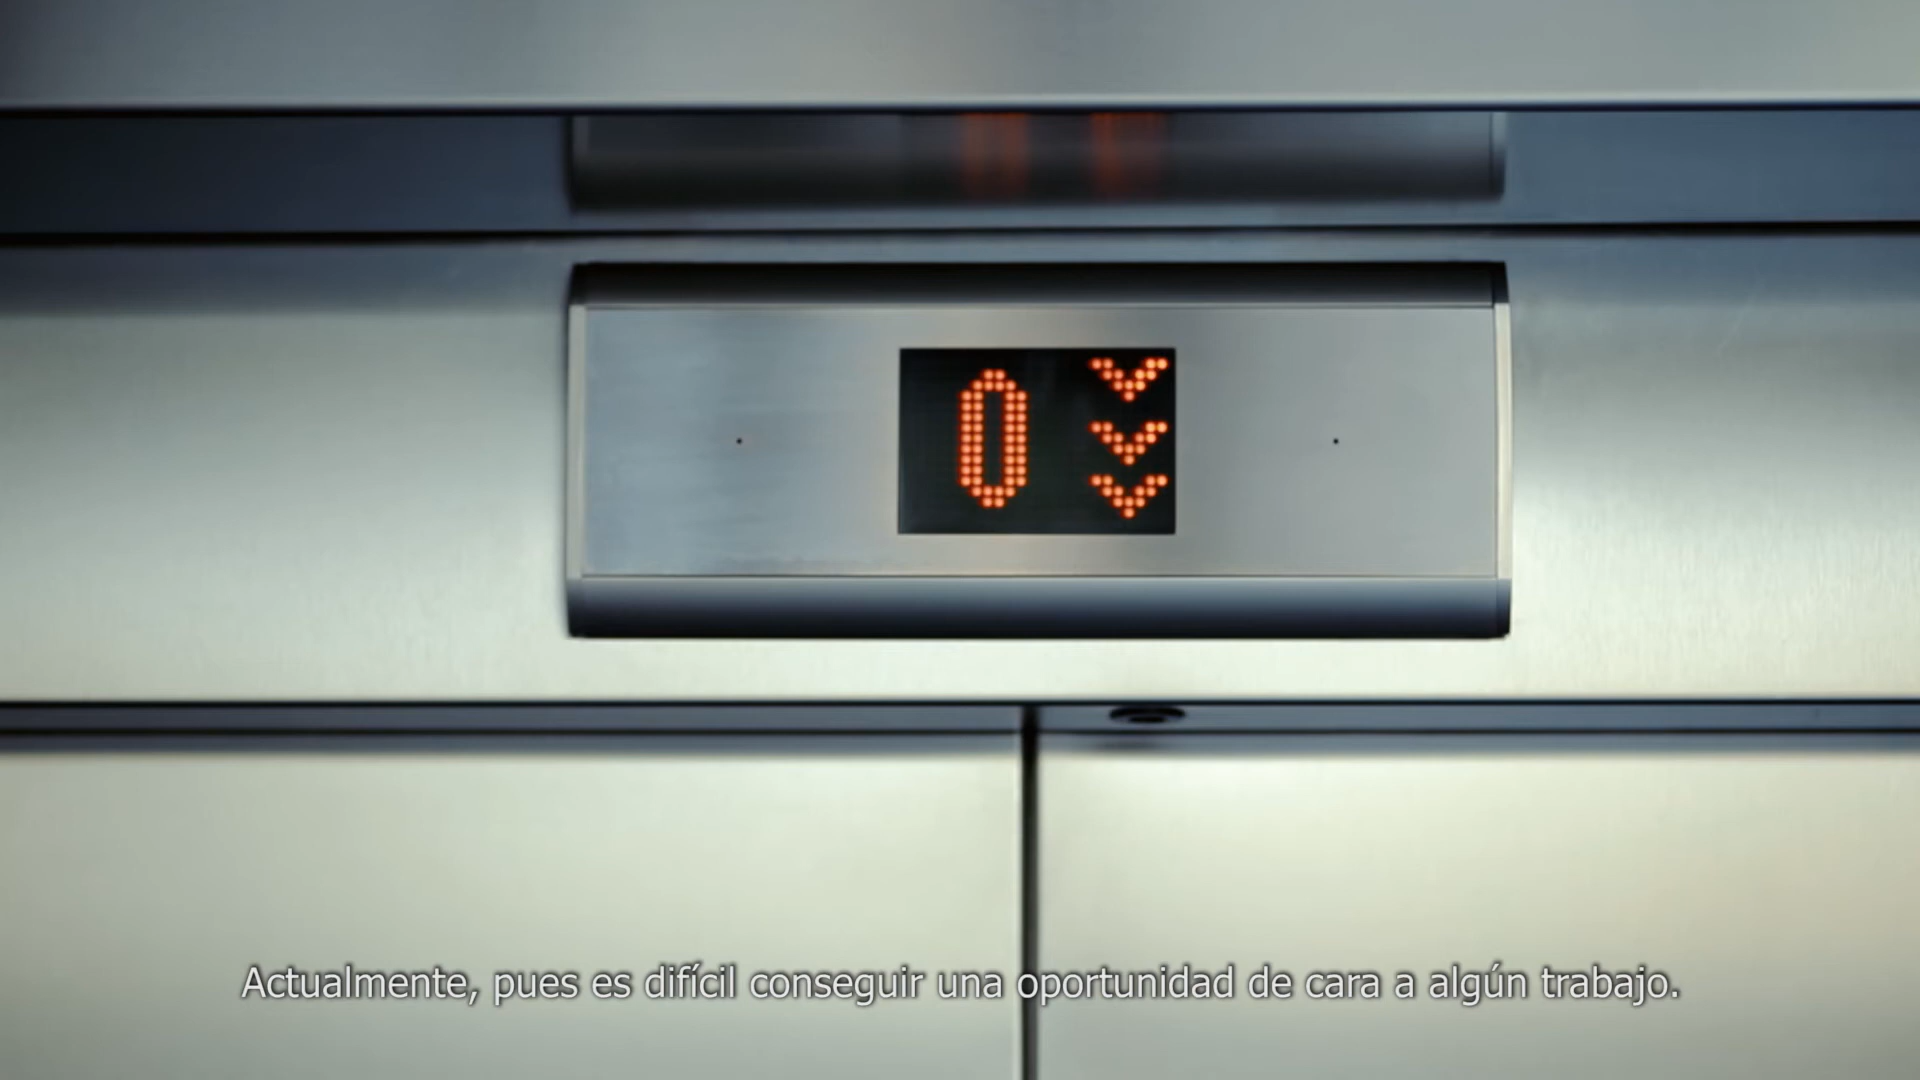 0
Actualmente, pues es difícil conseguir una oportunidad de cara a algún trabajo.